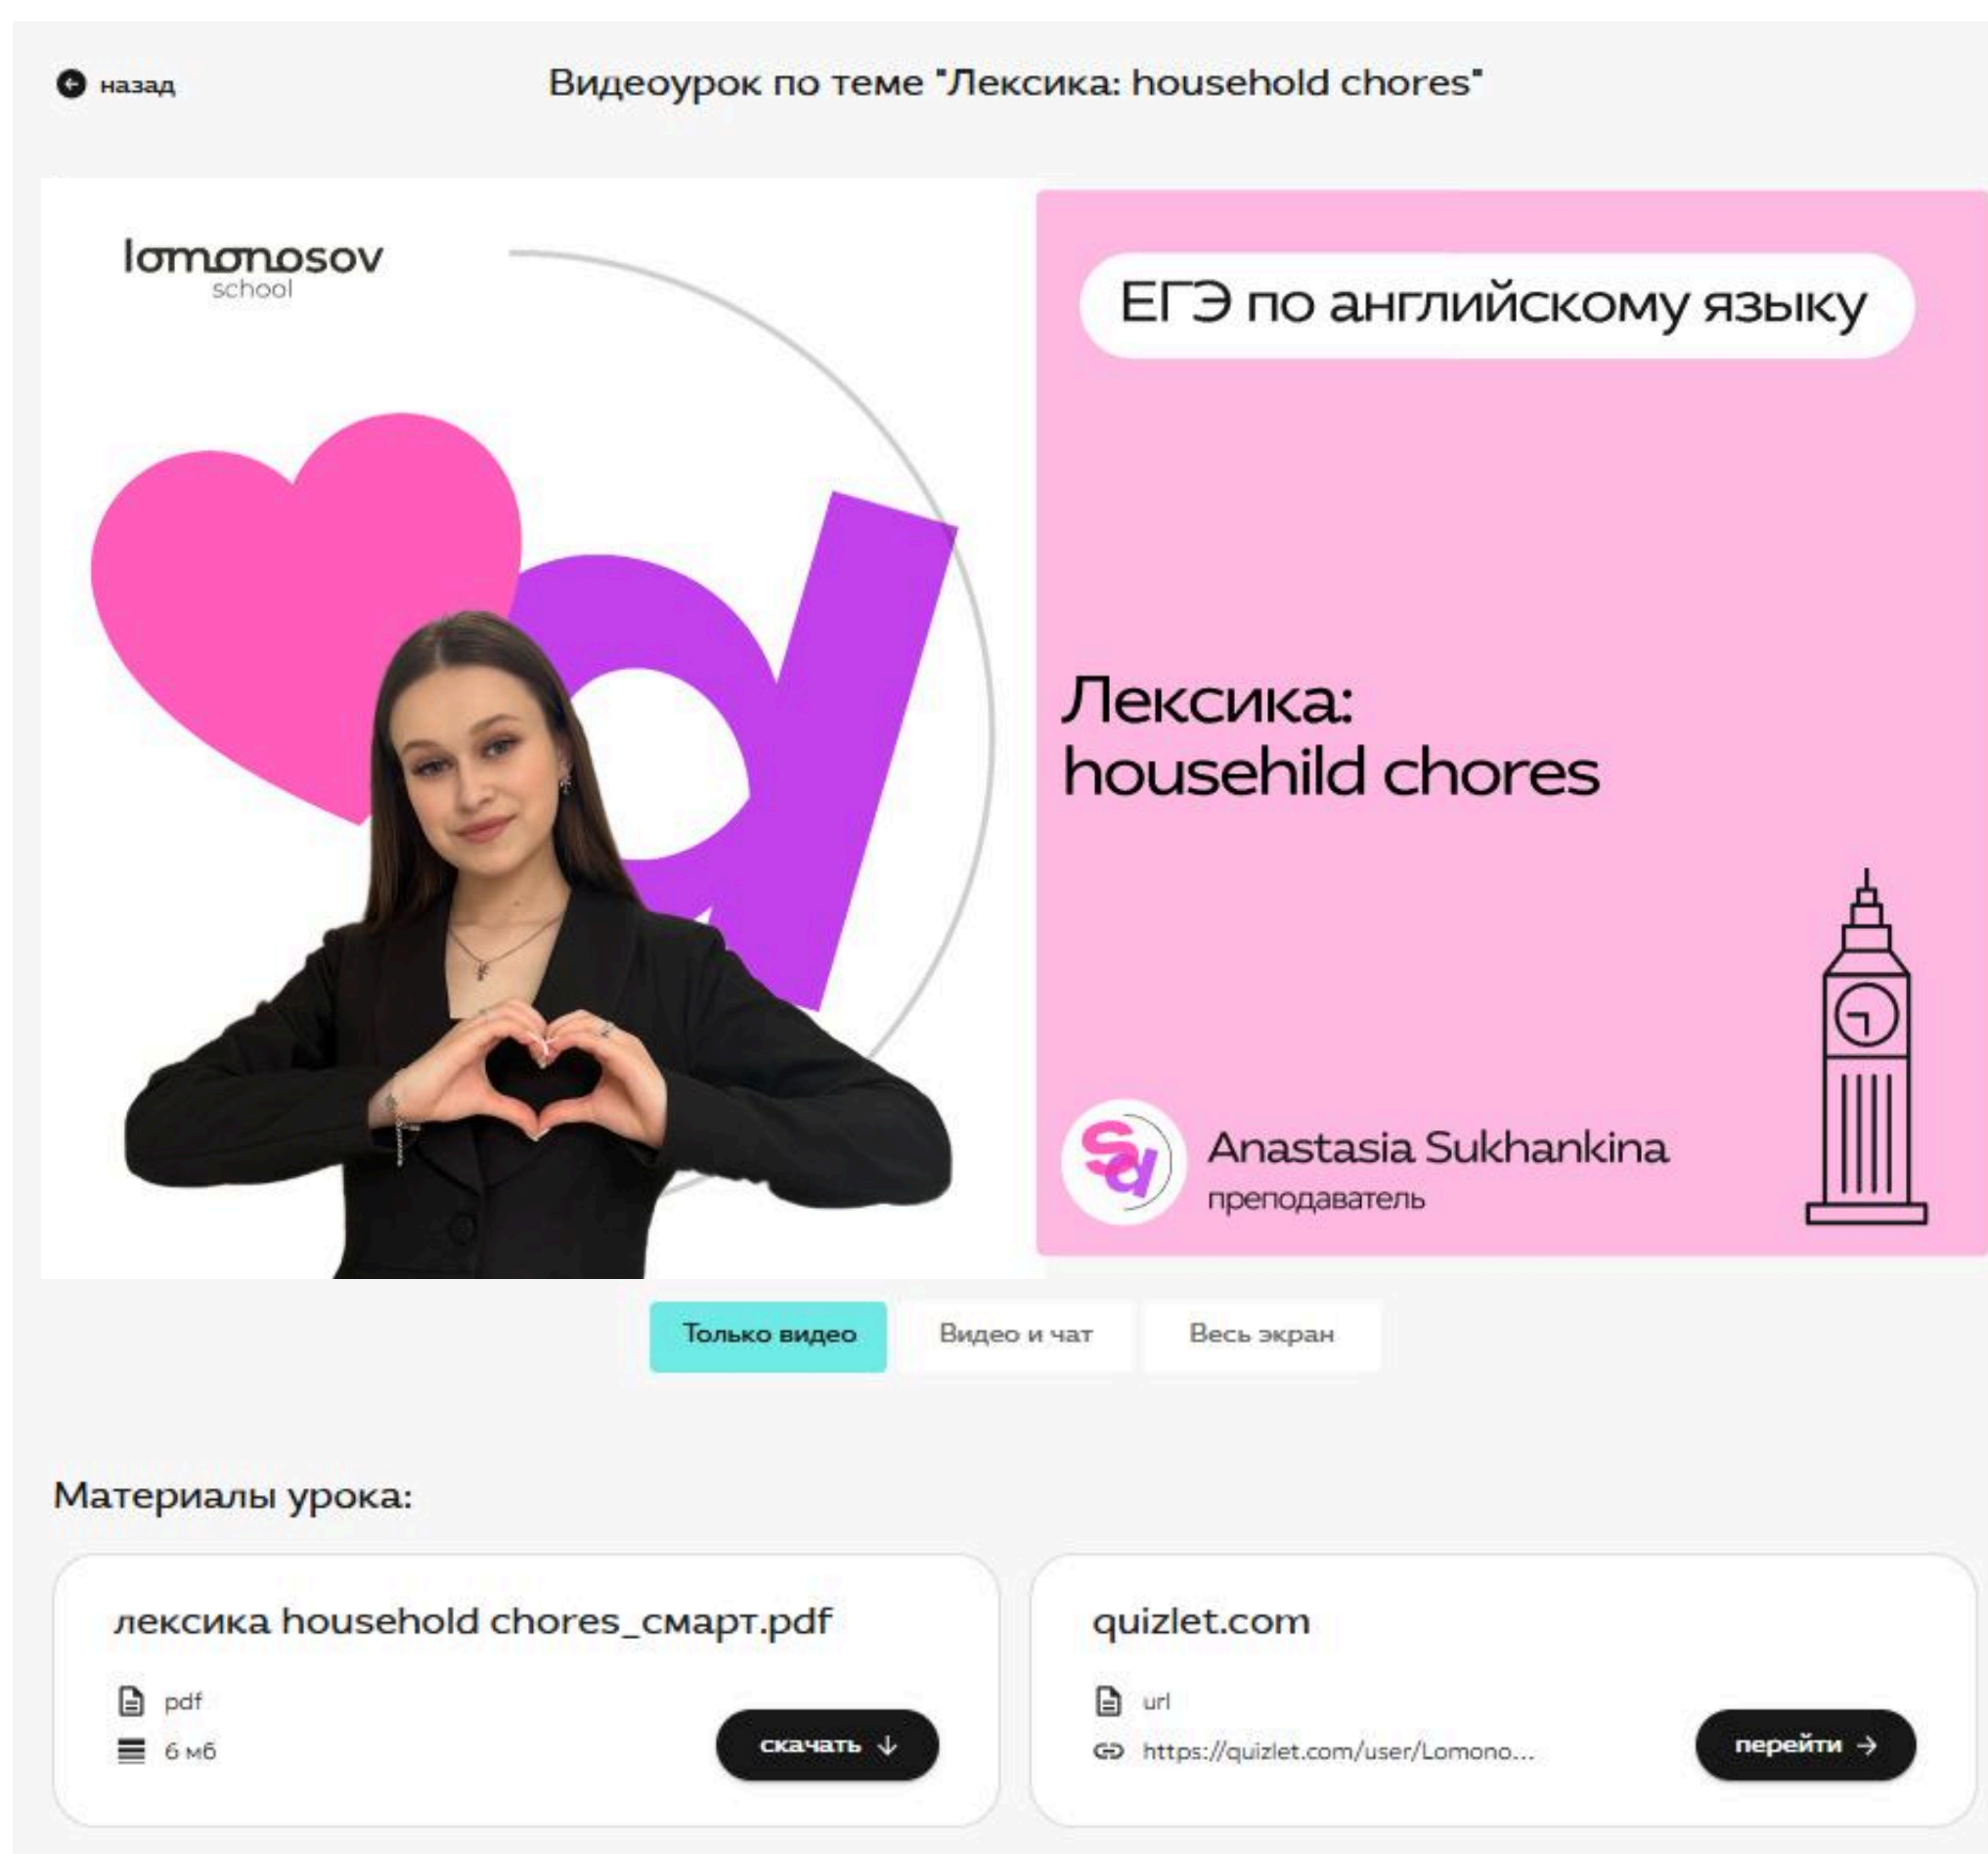 назад
Видеоурок по теме "Лексика: household chores"
lomonosov
school
ЕГЭ по английскому языку
Лексика:
househild chores
Anastasia Sukhankina
преподаватель
Только видео
Видео и чат
Весь экран
Материалы урока:
лексика household chores_смарт.pdf
pdf
6 мб
скачать ↓
quizlet.com
url
https://quizlet.com/user/Lomono...
перейти →